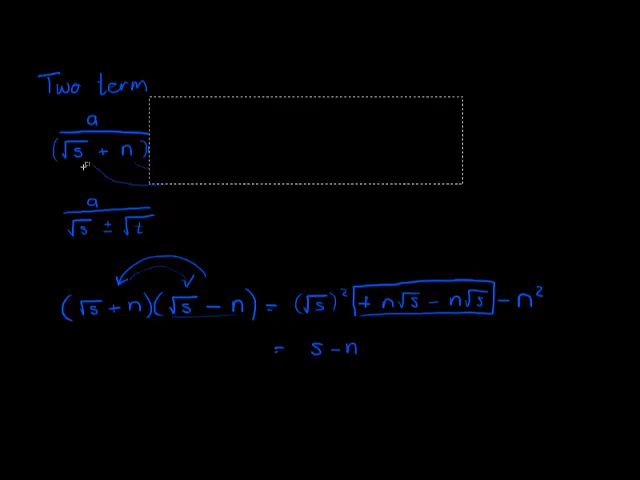 Two term
a
(√s + n)
a
√s ± √t
(√s + n)(√s − n) = (√s)² + n√s − n√s − n²
= s − n